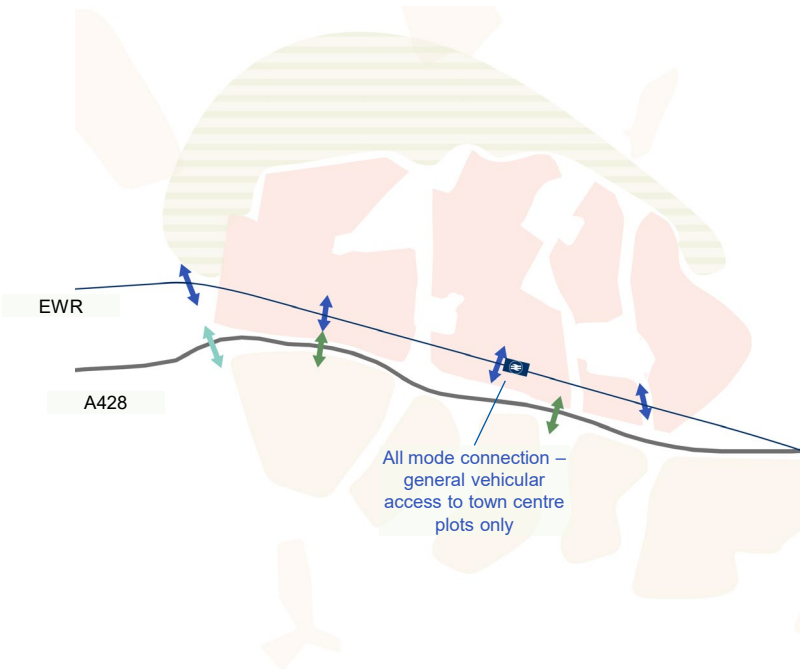 EWR
A428
All mode connection –
general vehicular
access to town centre
plots only